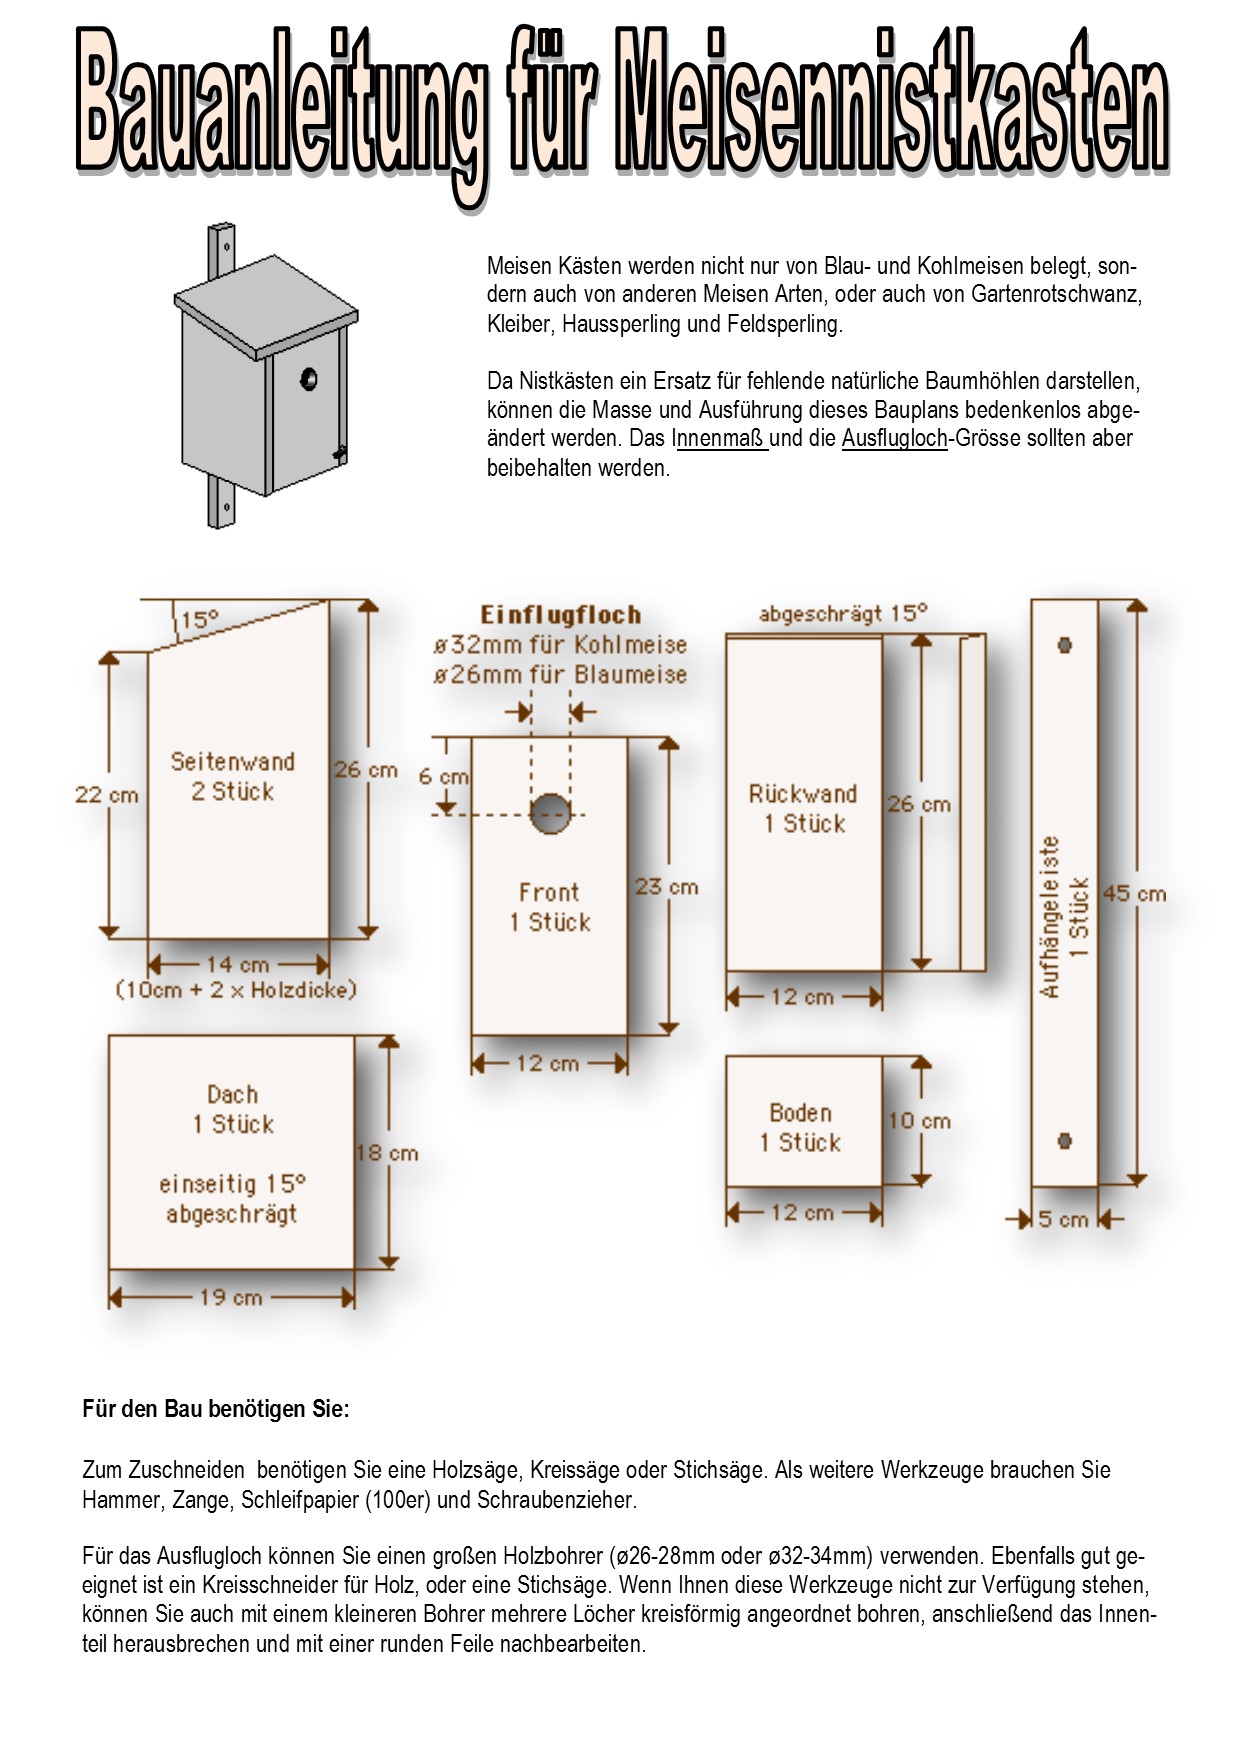 Bauanleitung für Meisennistkasten
Meisen Kästen werden nicht nur von Blau- und Kohlmeisen belegt, son-
dern auch von anderen Meisen Arten, oder auch von Gartenrotschwanz,
Kleiber, Haussperling und Feldsperling.
Da Nistkästen ein Ersatz für fehlende natürliche Baumhöhlen darstellen,
können die Masse und Ausführung dieses Bauplans bedenkenlos abge-
ändert werden. Das Innenmaß und die Ausflugloch-Grösse sollten aber
beibehalten werden.
15°
22 cm
Seitenwand
2 Stück
26 cm
14 cm
(10cm + 2 x Holzdicke)
Einflugfloch
ø32mm für Kohlmeise
ø26mm für Blaumeise
6 cm
Front
1 Stück
23 cm
12 cm
abgeschrägt 15°
Rückwand
1 Stück
26 cm
12 cm
Aufhängeleiste
1 Stück
45 cm
5 cm
Dach
1 Stück
einseitig 15°
abgeschrägt
18 cm
19 cm
Boden
1 Stück
10 cm
12 cm
Für den Bau benötigen Sie:
Zum Zuschneiden  benötigen Sie eine Holzsäge, Kreissäge oder Stichsäge. Als weitere Werkzeuge brauchen Sie
Hammer, Zange, Schleifpapier (100er) und Schraubenzieher.
Für das Ausflugloch können Sie einen großen Holzbohrer (ø26-28mm oder ø32-34mm) verwenden. Ebenfalls gut ge-
eignet ist ein Kreisschneider für Holz, oder eine Stichsäge. Wenn Ihnen diese Werkzeuge nicht zur Verfügung stehen,
können Sie auch mit einem kleineren Bohrer mehrere Löcher kreisförmig angeordnet bohren, anschließend das Innen-
teil herausbrechen und mit einer runden Feile nachbearbeiten.